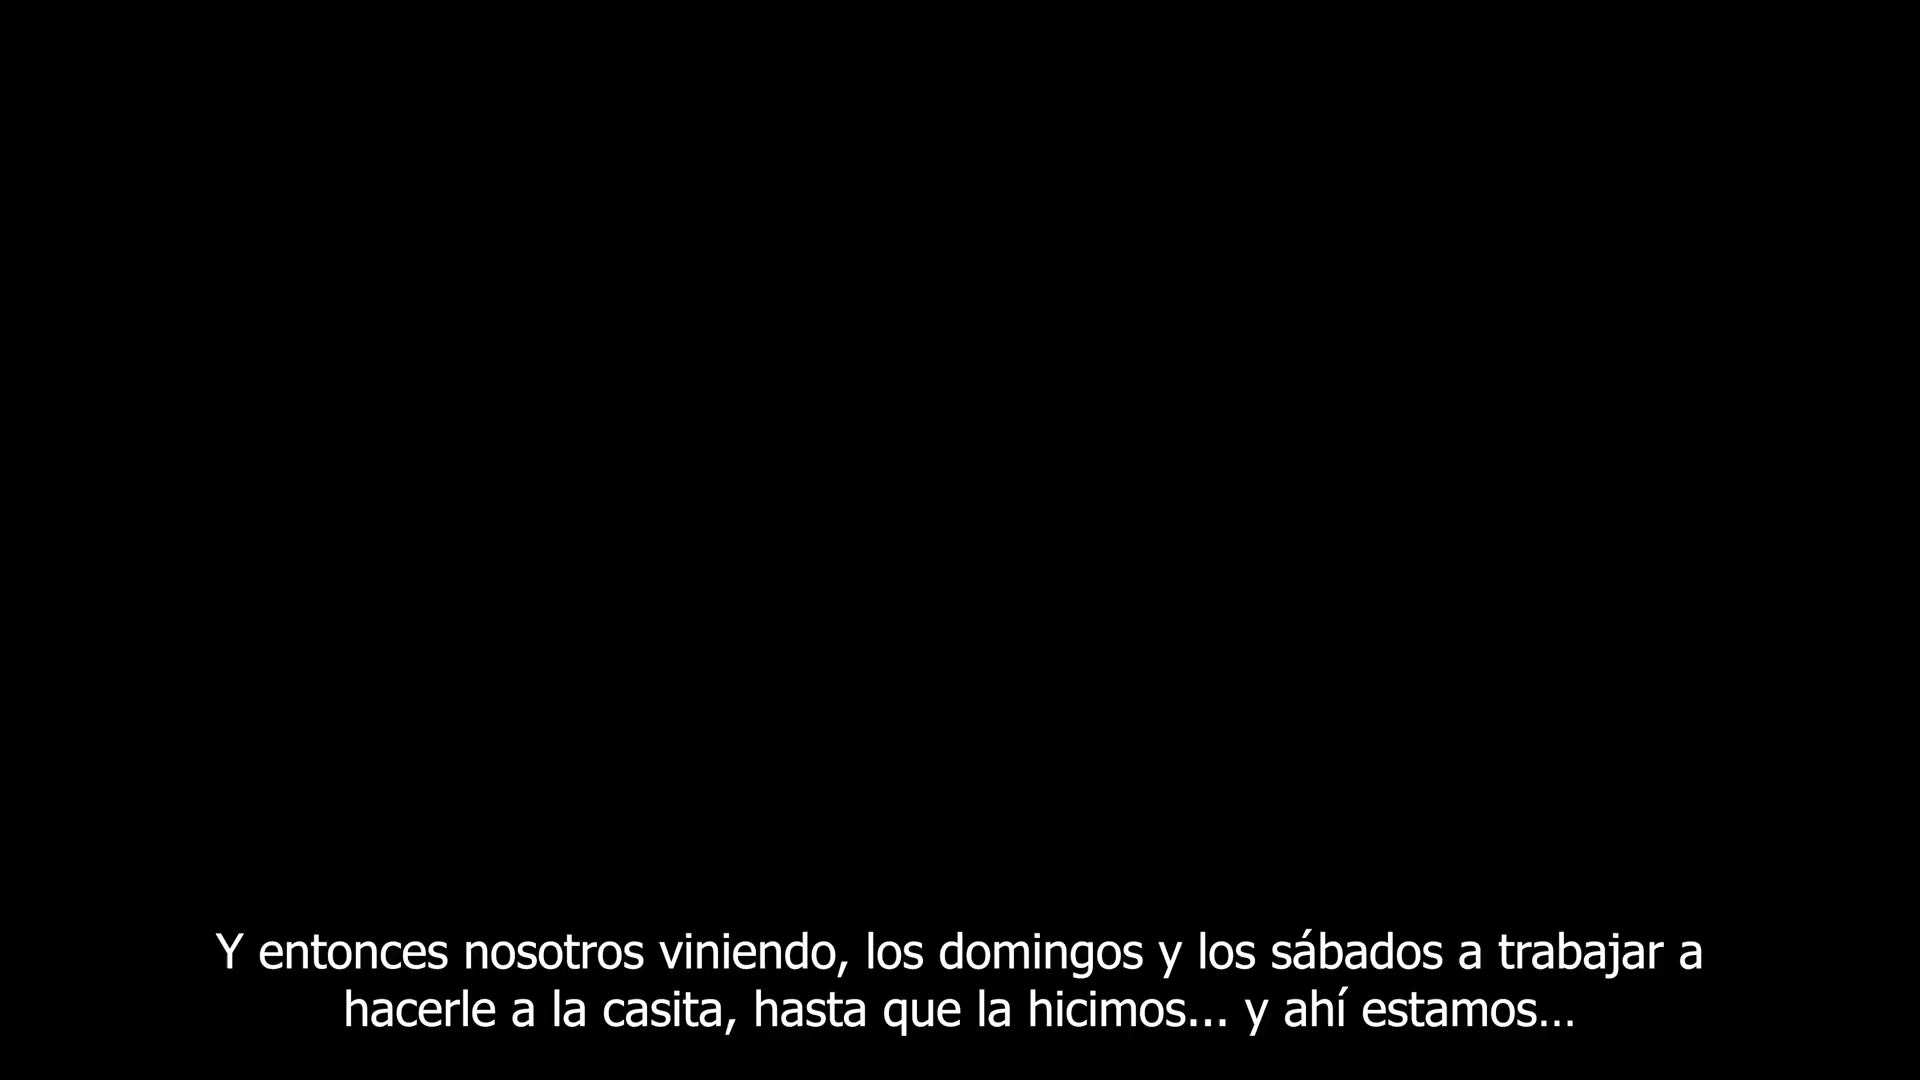 Y entonces nosotros viniendo, los domingos y los sábados a trabajar a
hacerle a la casita, hasta que la hicimos... y ahí estamos...